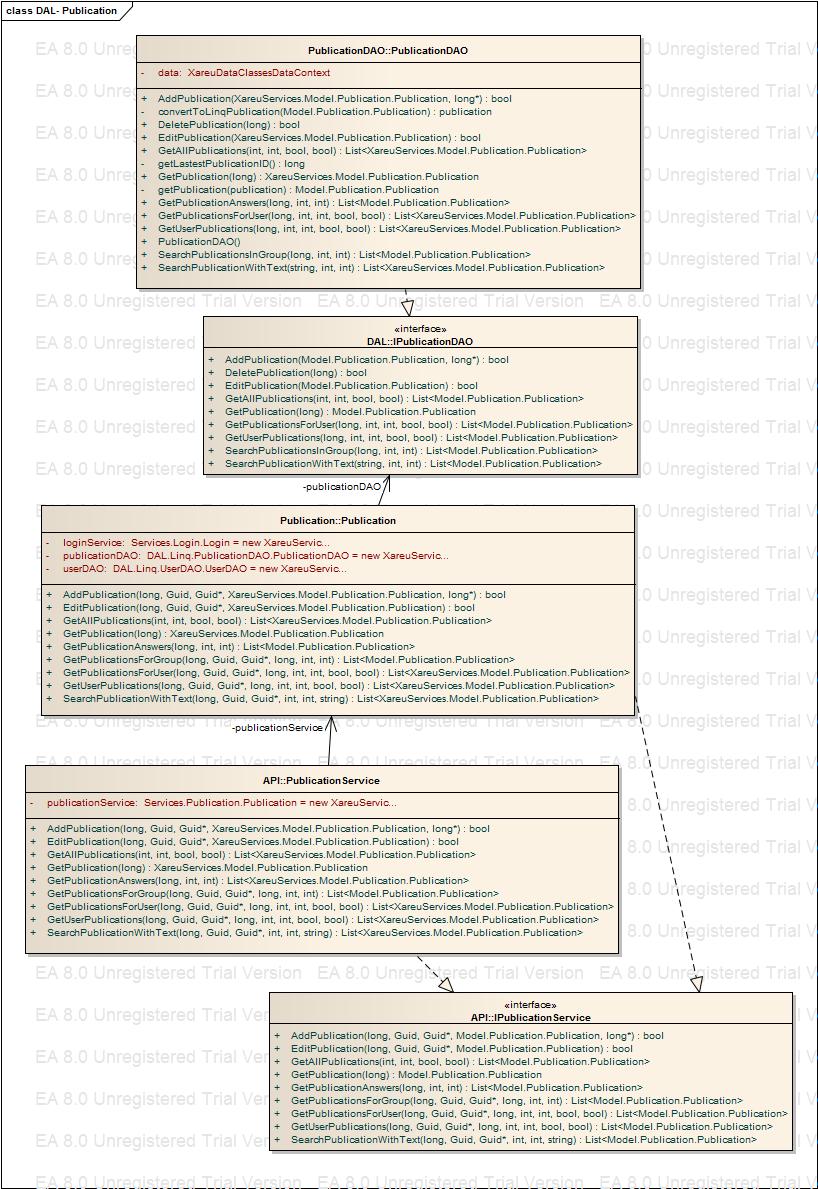 class DAL- Publication
PublicationDAO::PublicationDAO
- data: XareuDataClassesDataContext
+ AddPublication(XareuServices.Model.Publication.Publication, long*) : bool
- convertToLinqPublication(Model.Publication.Publication) : publication
+ DeletePublication(long) : bool
+ EditPublication(XareuServices.Model.Publication.Publication) : bool
+ GetAllPublications(int, int, bool, bool) : List<XareuServices.Model.Publication.Publication>
- getLastestPublicationID() : long
+ GetPublication(long) : XareuServices.Model.Publication.Publication
- getPublication(publication) : Model.Publication.Publication
+ GetPublicationAnswers(long, int, int) : List<Model.Publication.Publication>
+ GetPublicationsForUser(long, int, int, bool, bool) : List<XareuServices.Model.Publication.Publication>
+ GetUserPublications(long, int, int, bool, bool) : List<XareuServices.Model.Publication.Publication>
+ PublicationDAO()
+ SearchPublicationsInGroup(long, int, int) : List<Model.Publication.Publication>
+ SearchPublicationWithText(string, int, int) : List<XareuServices.Model.Publication.Publication>
«interface»
DAL::IPublicationDAO
+ AddPublication(Model.Publication.Publication, long*) : bool
+ DeletePublication(long) : bool
+ EditPublication(Model.Publication.Publication) : bool
+ GetAllPublications(int, int, bool, bool) : List<Model.Publication.Publication>
+ GetPublication(long) : Model.Publication.Publication
+ GetPublicationsForUser(long, int, int, bool, bool) : List<Model.Publication.Publication>
+ GetUserPublications(long, int, int, bool, bool) : List<Model.Publication.Publication>
+ SearchPublicationsInGroup(long, int, int) : List<Model.Publication.Publication>
+ SearchPublicationWithText(string, int, int) : List<Model.Publication.Publication>
-publicationDAO
Publication::Publication
- loginService: Services.Login.Login = new XareuServic...
- publicationDAO: DAL.Linq.PublicationDAO.PublicationDAO = new XareuServic...
- userDAO: DAL.Linq.UserDAO.UserDAO = new XareuServic...
+ AddPublication(long, Guid, Guid*, XareuServices.Model.Publication.Publication, long*) : bool
+ EditPublication(long, Guid, Guid*, XareuServices.Model.Publication.Publication) : bool
+ GetAllPublications(int, int, bool, bool) : List<XareuServices.Model.Publication.Publication>
+ GetPublication(long) : XareuServices.Model.Publication.Publication
+ GetPublicationAnswers(long, int, int) : List<Model.Publication.Publication>
+ GetPublicationsForGroup(long, Guid, Guid*, long, int, int) : List<Model.Publication.Publication>
+ GetPublicationsForUser(long, Guid, Guid*, long, int, int, bool, bool) : List<XareuServices.Model.Publication.Publication>
+ GetUserPublications(long, Guid, Guid*, long, int, int, bool, bool) : List<XareuServices.Model.Publication.Publication>
+ SearchPublicationWithText(long, Guid, Guid*, int, int, string) : List<XareuServices.Model.Publication.Publication>
-publicationService
API::PublicationService
- publicationService: Services.Publication.Publication = new XareuServic...
+ AddPublication(long, Guid, Guid*, XareuServices.Model.Publication.Publication, long*) : bool
+ EditPublication(long, Guid, Guid*, XareuServices.Model.Publication.Publication) : bool
+ GetAllPublications(int, int, bool, bool) : List<XareuServices.Model.Publication.Publication>
+ GetPublication(long) : XareuServices.Model.Publication.Publication
+ GetPublicationAnswers(long, int, int) : List<XareuServices.Model.Publication.Publication>
+ GetPublicationsForGroup(long, Guid, Guid*, long, int, int) : List<Model.Publication.Publication>
+ GetPublicationsForUser(long, Guid, Guid*, long, int, int, bool, bool) : List<XareuServices.Model.Publication.Publication>
+ GetUserPublications(long, Guid, Guid*, long, int, int, bool, bool) : List<XareuServices.Model.Publication.Publication>
+ SearchPublicationWithText(long, Guid, Guid*, int, int, string) : List<XareuServices.Model.Publication.Publication>
«interface»
API::IPublicationService
+ AddPublication(long, Guid, Guid*, Model.Publication.Publication, long*) : bool
+ EditPublication(long, Guid, Guid*, Model.Publication.Publication) : bool
+ GetAllPublications(int, int, bool, bool) : List<Model.Publication.Publication>
+ GetPublication(long) : Model.Publication.Publication
+ GetPublicationAnswers(long, int, int) : List<Model.Publication.Publication>
+ GetPublicationsForGroup(long, Guid, Guid*, long, int, int) : List<Model.Publication.Publication>
+ GetPublicationsForUser(long, Guid, Guid*, long, int, int, bool, bool) : List<Model.Publication.Publication>
+ GetUserPublications(long, Guid, Guid*, long, int, int, bool, bool) : List<Model.Publication.Publication>
+ SearchPublicationWithText(long, Guid, Guid*, int, int, string) : List<Model.Publication.Publication>
EA 8.0 Unregistered Trial Version EA 8.0 Unregistered Trial Version EA 8.0 Unregistered Trial V